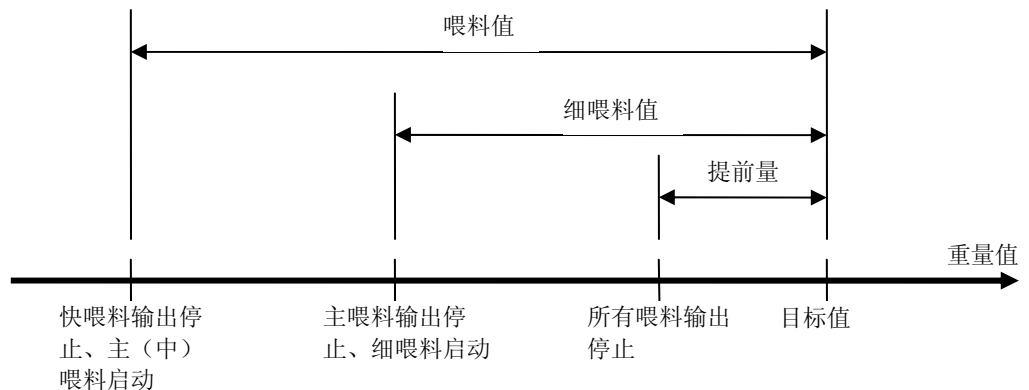 喂料值
细喂料值
提前量
重量值
快喂料输出停
止、主（中）
喂料启动
主喂料输出停
止、细喂料启动
所有喂料输出
停止
目标值